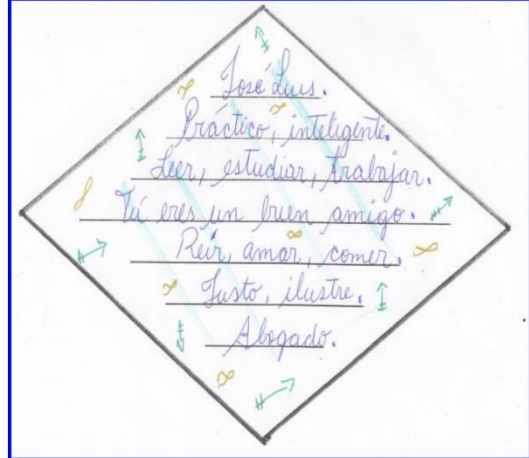 José Luis.
Práctico, inteligente.
Leer, estudiar, trabajar.
Tú eres un buen amigo.
Reír, amar, comer.
Justo, ilustre.
Abogado.